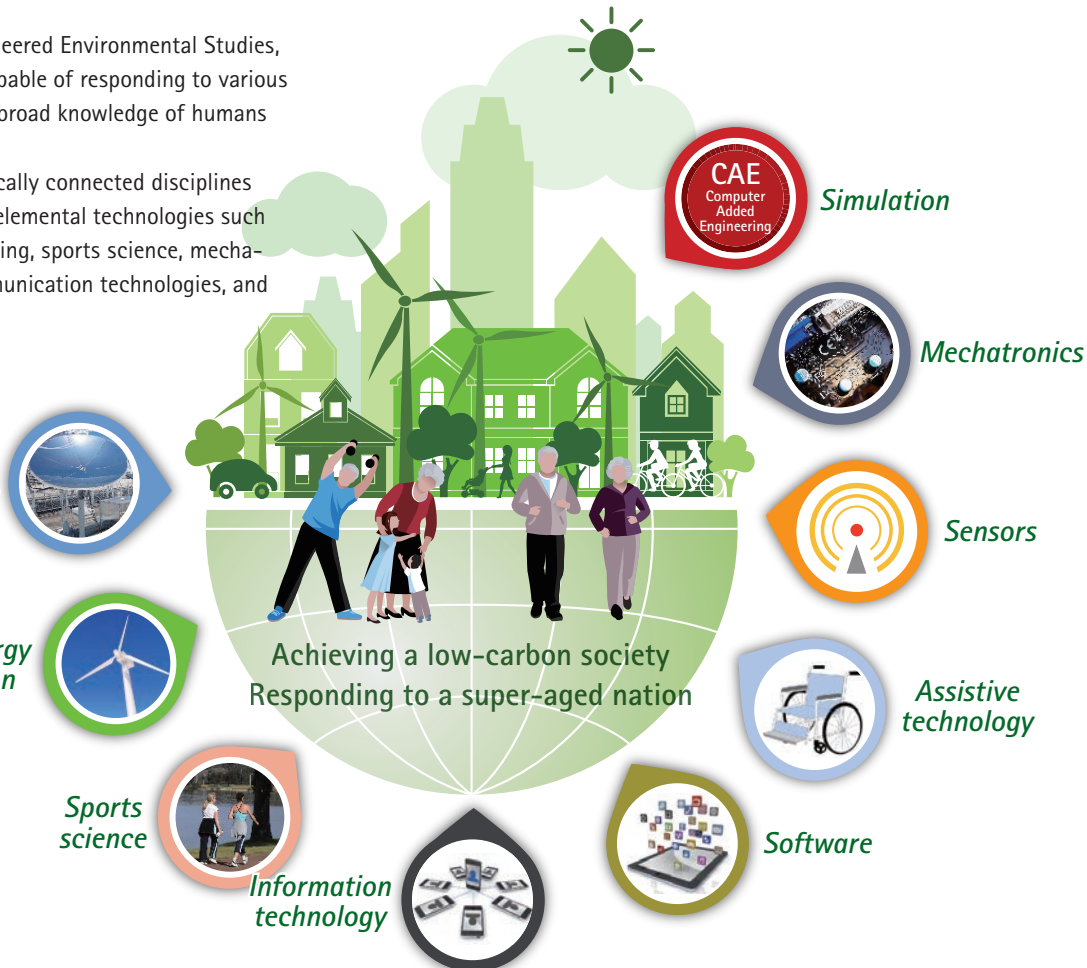 eered Environmental Studies,
pable of responding to various
broad knowledge of humans
cally connected disciplines
elemental technologies such
ing, sports science, mecha-
munication technologies, and
CAE
Computer
Added
Engineering
Simulation
Mechatronics
Sensors
Assistive
technology
Software
Information
technology
Sports
science
rgy
n
Achieving a low-carbon society
Responding to a super-aged nation